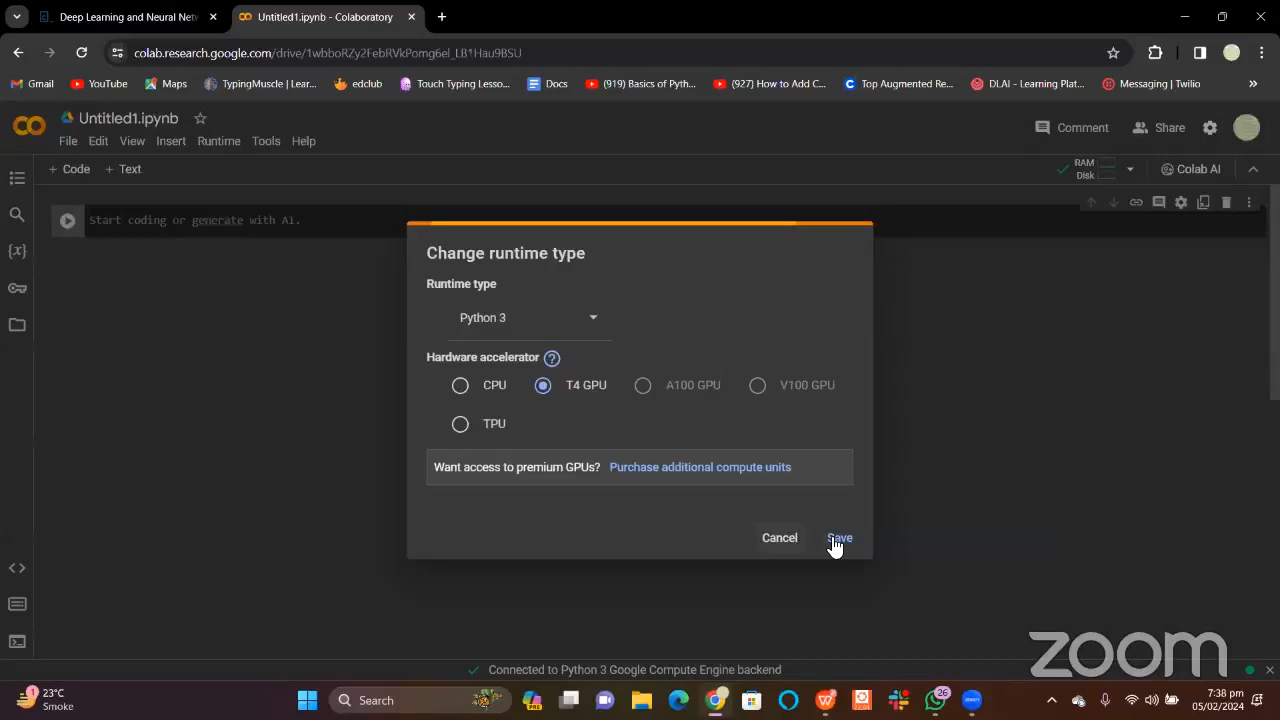 Deep Learning and Neural Netw
Untitled1.ipynb - Colaboratory
colab.research.google.com/drive/1wbboRZy2FebRVkPomg6el_LB1Hau9BSU
Gmail
YouTube
Maps
TypingMuscle | Lear...
edclub
Touch Typing Lesso...
Docs
(919) Basics of Pyth...
(927) How to Add C...
Top Augmented Re...
DLAI - Learning Plat...
Messaging | Twilio
»
CO
Untitled1.ipynb
Comment
Share
File Edit View Insert Runtime Tools Help
+ Code + Text
RAM
Disk
Colab AI
Start coding or generate with AI.
{x}
Change runtime type
Runtime type
Python 3
Hardware accelerator ?
CPU T4 GPU A100 GPU V100 GPU
TPU
Want access to premium GPUs? Purchase additional compute units
Cancel Save
zoom
Connected to Python 3 Google Compute Engine backend
1
23°C
Smoke
Search
PRE
26
zoom
7:38 pm
05/02/2024